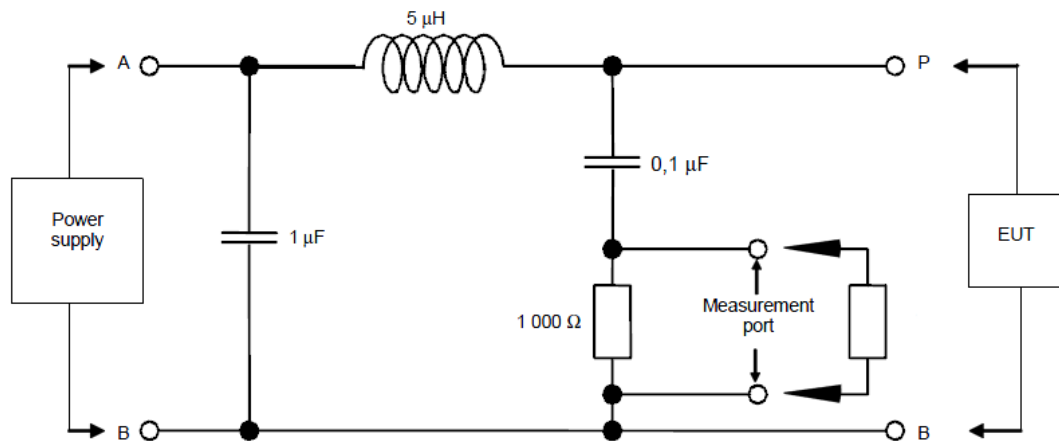 5 µH
A
P
0,1 µF
Power
supply
1 µF
EUT
Measurement
port
1 000 Ω
B
B